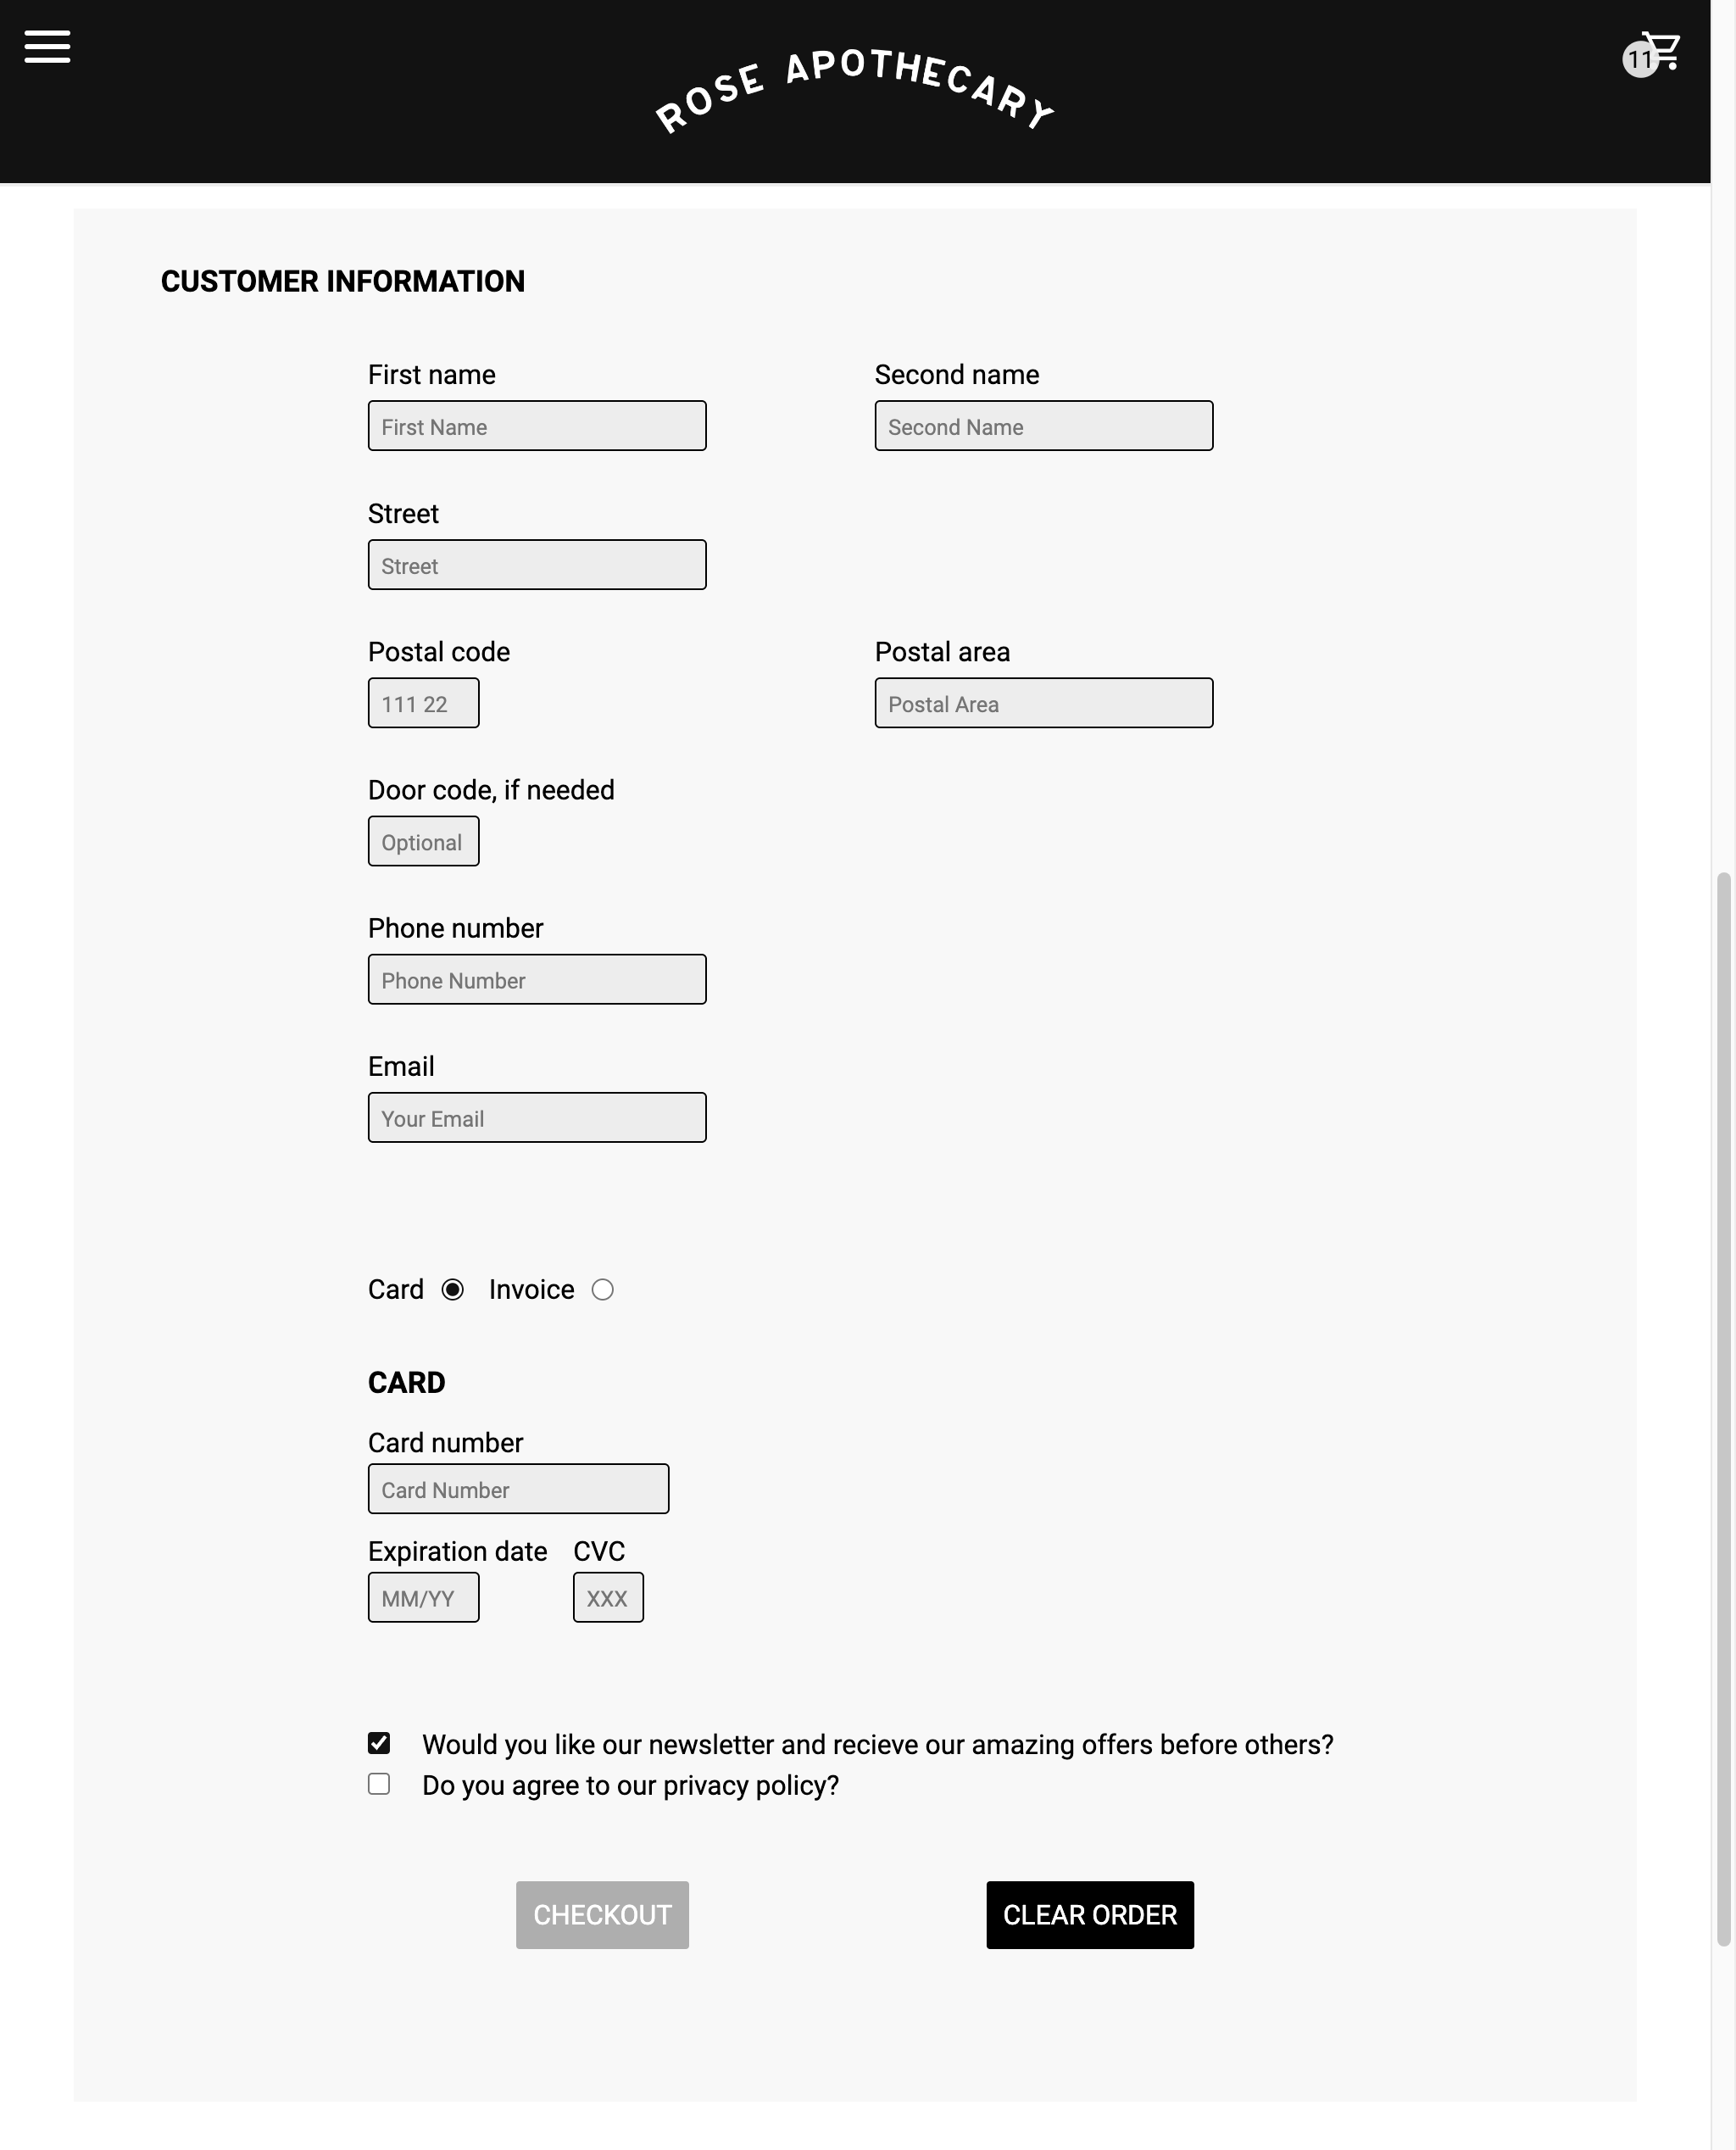 ROSE APOTHECARY
11
CUSTOMER INFORMATION
First name
Second name
First Name
Second Name
Street
Street
Postal code
Postal area
111 22
Postal Area
Door code, if needed
Optional
Phone number
Phone Number
Email
Your Email
Card
Invoice
CARD
Card number
Card Number
Expiration date
CVC
MM/YY
XXX
Would you like our newsletter and recieve our amazing offers before others?
Do you agree to our privacy policy?
CHECKOUT
CLEAR ORDER